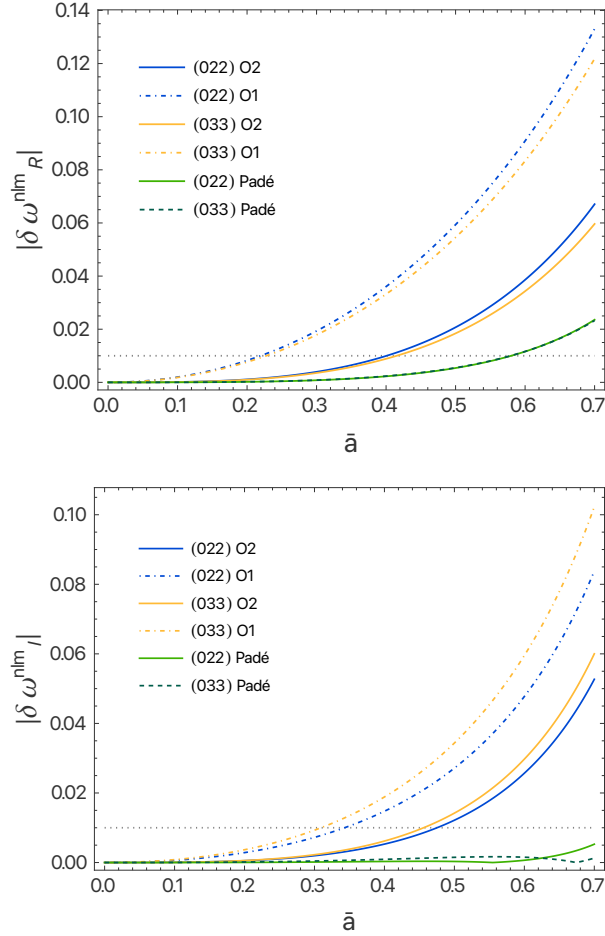 0.14
0.12
0.10
0.08
0.06
0.04
0.02
0.00
|δ ω^nlm_R|
(022) O2
(022) O1
(033) O2
(033) O1
(022) Padé
(033) Padé
0.0 0.1 0.2 0.3 0.4 0.5 0.6 0.7
ā
0.10
0.08
0.06
0.04
0.02
0.00
|δ ω^nlm_I|
(022) O2
(022) O1
(033) O2
(033) O1
(022) Padé
(033) Padé
0.0 0.1 0.2 0.3 0.4 0.5 0.6 0.7
ā